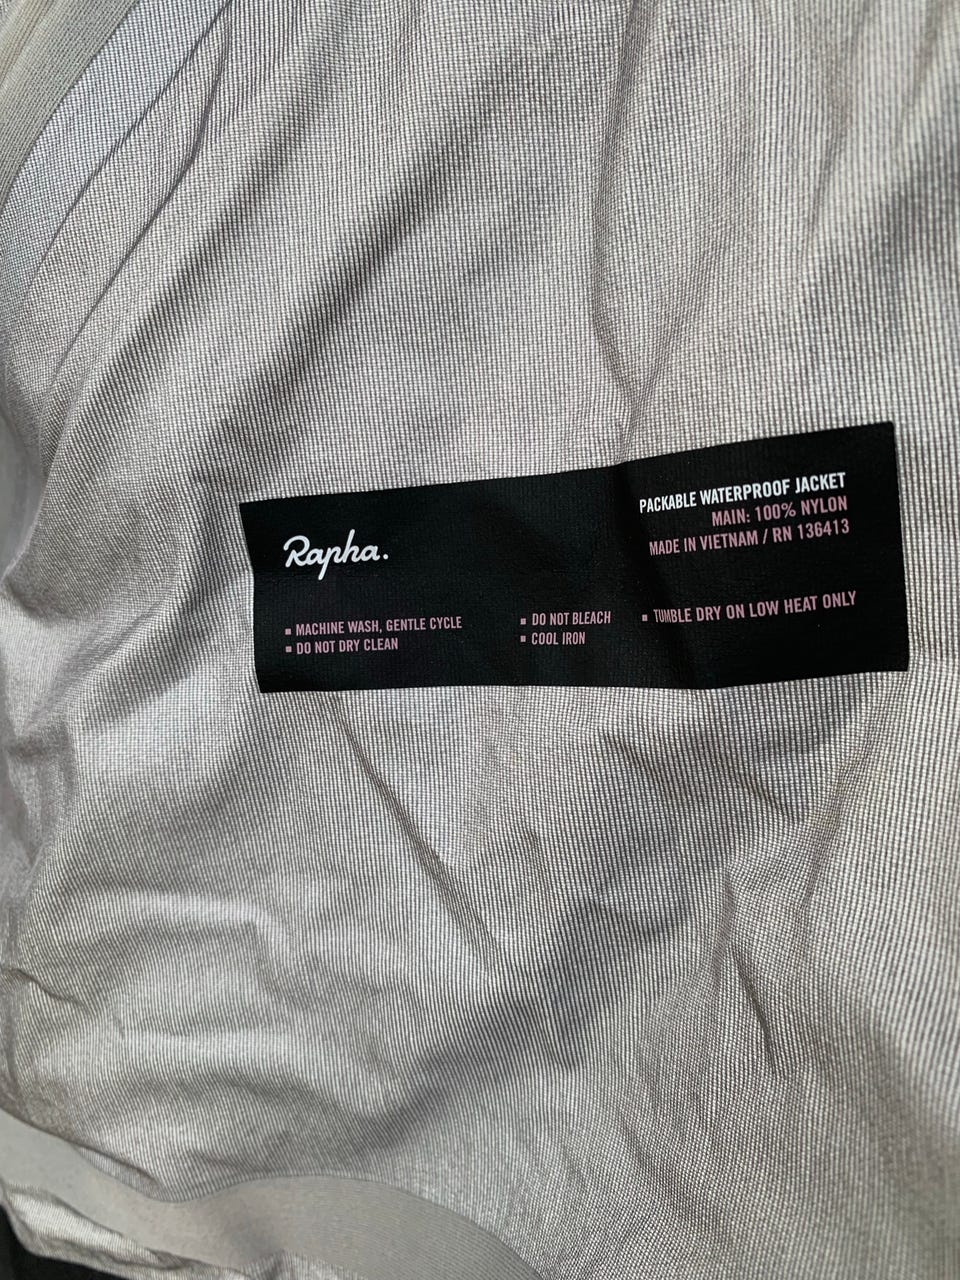 Rapha.
PACKABLE WATERPROOF JACKET
MAIN: 100% NYLON
MADE IN VIETNAM / RN 136413
▪ MACHINE WASH, GENTLE CYCLE
▪ DO NOT DRY CLEAN
▪ DO NOT BLEACH
▪ COOL IRON
▪ TUMBLE DRY ON LOW HEAT ONLY